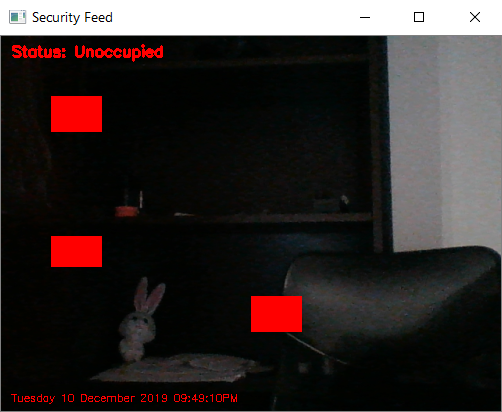 Security Feed
Status: Unoccupied
Tuesday 10 December 2019 09:49:10PM